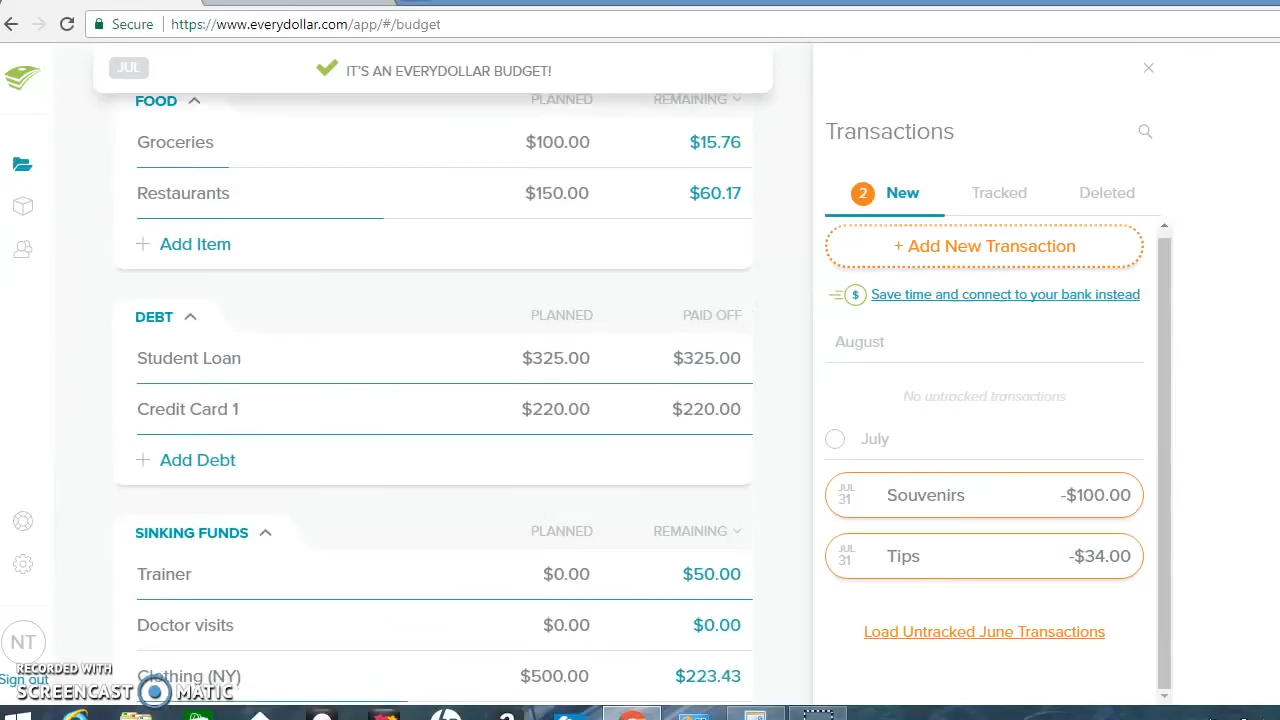 Secure https://www.everydollar.com/app/#/budget
JUL IT'S AN EVERYDOLLAR BUDGET!
FOOD PLANNED REMAINING
Groceries $100.00 $15.76
Restaurants $150.00 $60.17
+ Add Item
DEBT PLANNED PAID OFF
Student Loan $325.00 $325.00
Credit Card 1 $220.00 $220.00
+ Add Debt
SINKING FUNDS PLANNED REMAINING
Trainer $0.00 $50.00
Doctor visits $0.00 $0.00
Clothing (NY) $500.00 $223.43
Transactions
2 New Tracked Deleted
+ Add New Transaction
$ Save time and connect to your bank instead
August
No untracked transactions
July
JUL 31 Souvenirs -$100.00
JUL 31 Tips -$34.00
Load Untracked June Transactions
NT
Sign out
RECORDED WITH
SCREENCAST MATIC